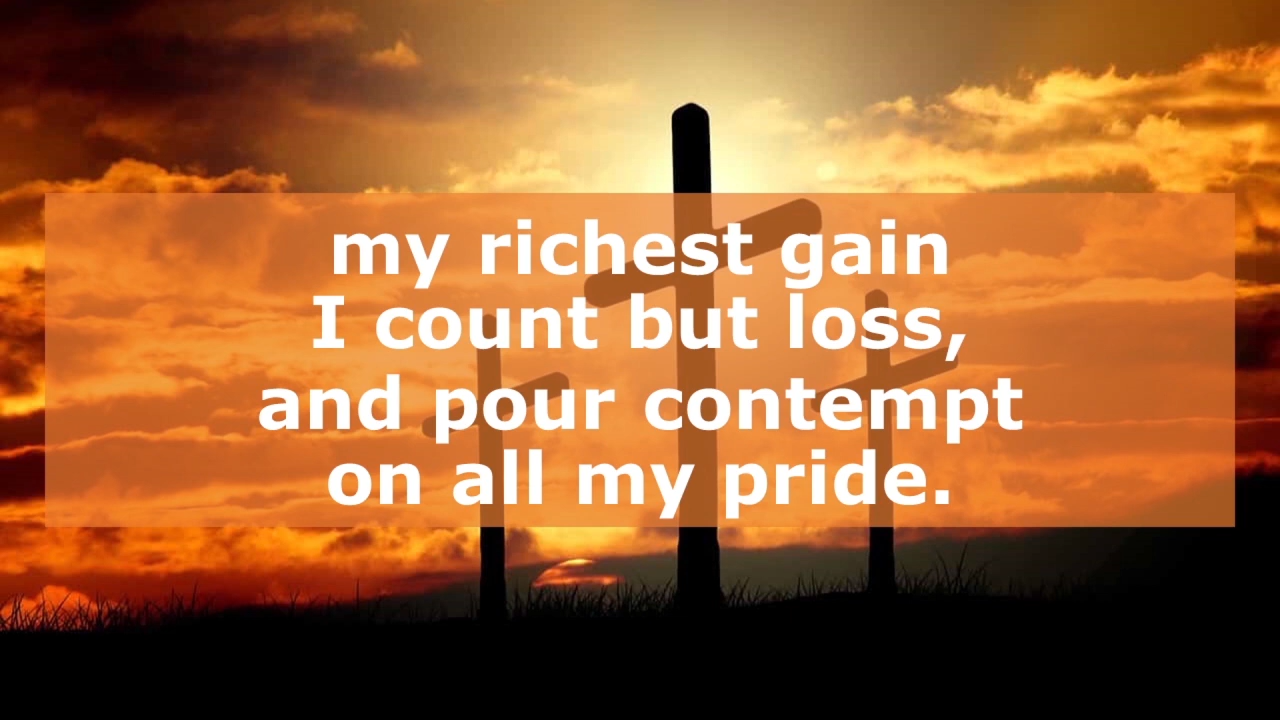 my richest gain
I count but loss,
and pour contempt
on all my pride.